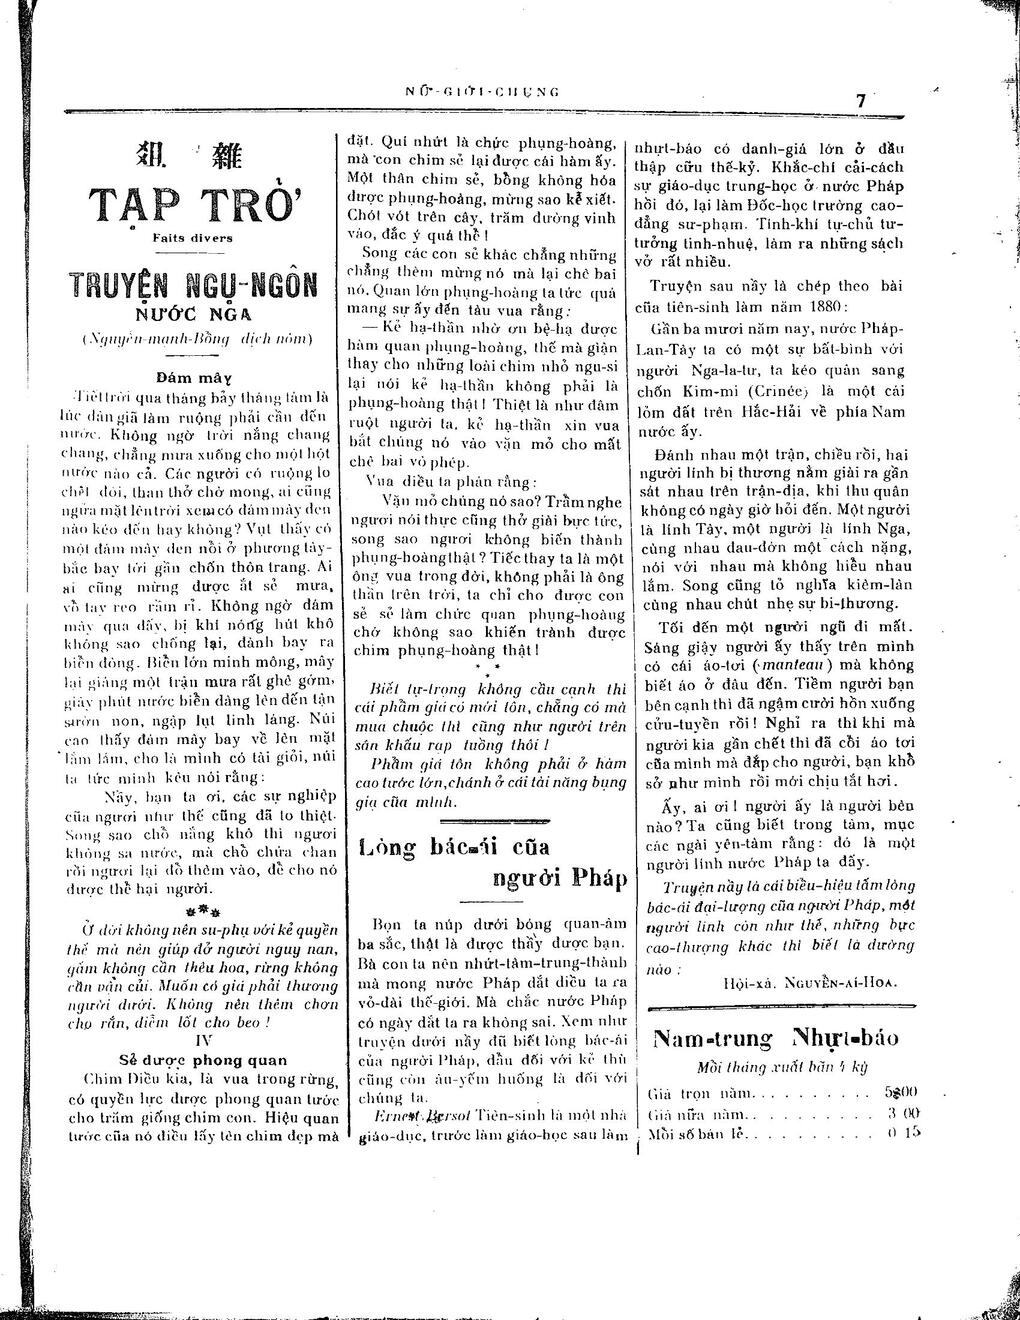 NỮ-GIỚI-CHUNG
7
俎 雜
TẠP TRỞ
Faits divers
TRUYỆN NGỤ-NGÔN
NƯỚC NGA
(Nguyễn-mạnh-Bồng dịch nôm)
Đám mây
Tiết trời qua tháng bảy tháng tám là
lúc dân giã làm ruộng phải cần đến
nước. Không ngờ trời nắng chang
chang, chẳng mưa xuống cho một hột
nước nào cả. Các người có ruộng lo
chết đói, than thở chờ mong, ai cũng
ngửa mặt lên trời xem có đám mây đen
nào kéo đến hay không? Vụt thấy có
một đám mây đen nổi ở phương tây-
bắc bay tới gần chốn thôn trang. Ai
ai cũng mừng được ắt sẻ mưa,
vỗ tay reo rầm rỉ. Không ngờ đám
mây qua đấy, bị khí nóng hút khô
không sao chống lại, dành bay ra
biển đông. Biển lớn minh mông, mây
lại giáng một trận mưa rất ghê gớm,
giây phút nước biển dâng lên đến tận
sườn non, ngập lụt linh láng. Núi
cao thấy đám mây bay về lên mặt
lắm lắm, cho là mình có tài giỏi, núi
ta tức mình kêu nói rằng:
Nầy, bạn ta ơi, các sự nghiệp
của ngươi như thế cũng đã to thiệt.
Song sao chỗ nắng khô thì ngươi
không sa nước, mà chỗ chứa chan
rồi ngươi lại đổ thêm vào, để cho nó
được thể hại người.
Ở đời không nên su-phụ với kẻ quyền
thế mà nên giúp đở người nguy nan,
gấm không cần thêu hoa, rừng không
cần vận củi. Muốn có giá phải thương
người dưới. Không nên thêm chơn
cho rắn, điểm lốt cho beo !
IV
Sẻ được phong quan
Chim Điều kia, là vua trong rừng,
có quyền lực được phong quan tước
cho trăm giống chim con. Hiệu quan
tước của nó điều lấy tên chim đẹp mà
đặt. Quí nhứt là chức phụng-hoàng,
mà con chim sẻ lại được cái hàm ấy.
Một thân chim sẻ, bỗng không hóa
được phụng-hoàng, mừng sao kể xiết.
Chót vót trên cây, trăm đường vinh
vào, đắc ý quá thể !
Song các con sẻ khác chẳng những
chẳng thèm mừng nó mà lại chê bai
nó. Quan lớn phụng-hoàng ta tức quá
mang sự ấy đến tâu vua rằng :
— Kẻ hạ-thần nhờ ơn bệ-hạ được
hàm quan phụng-hoàng, thế mà giận
thay cho những loài chim nhỏ ngu-si
lại nói kẻ hạ-thần không phải là
phụng-hoàng thật ! Thiệt là như đâm
ruột người ta, kẻ hạ-thần xin vua
bắt chúng nó vào vặn mỏ cho mất
chê bai vô phép.
Vua điều ta phán rằng :
Vặn mỏ chúng nó sao? Trẫm nghe
ngươi nói thực cũng thở giài bực tức,
song sao ngươi không biến thành
phụng-hoàng thật ? Tiếc thay ta là một
ông vua trong đời, không phải là ông
thần trên trời, ta chỉ cho được con
sẻ sẻ làm chức quan phụng-hoàng
chớ không sao khiến trành được
chim phụng-hoàng thật !
Biết tự-trọng không cầu cạnh thì
cái phẩm giá có mới tôn, chẳng có mà
mua chuộc thì cũng như người trên
sân khấu rạp tuồng thôi !
Phẩm giá tôn không phải ở hàm
cao tước lớn, chánh ở cái tài năng bụng
gia của mình.
Lòng bác-ái của
người Pháp
Bọn ta núp dưới bóng quan-âm
ba sắc, thật là được thầy được bạn.
Bà con ta nên nhứt-tâm-trung-thành
mà mong nước Pháp dắt diều ta ra
vỏ-đài thế-giới. Mà chắc nước Pháp
có ngày dắt ta ra không sai. Xem như
truyện dưới nầy đũ biết lòng bác-ái
của người Pháp, dầu đối với kẻ thù
cũng còn âu-yếm huống là đối với
chúng ta.
Ernest Bersot Tiên-sinh là một nhà
giáo-dục, trước làm giáo-học sau làm
nhựt-báo có danh-giá lớn ở đầu
thập cữu thế-kỷ. Khắc-chí cải-cách
sự giáo-dục trung-học ở nước Pháp
hồi đó, lại làm Đốc-học trường cao-
đẳng sư-phạm. Tính-khí tự-chủ tư-
tưởng tinh-nhuệ, làm ra những sách
vở rất nhiều.
Truyện sau nầy là chép theo bài
của tiên-sinh làm năm 1880:
Gần ba mươi năm nay, nước Pháp-
Lan-Tây ta có một sự bất-bình với
người Nga-la-tư, ta kéo quân sang
chốn Kim-mi (Crinée) là một cái
lỏm đất trên Hắc-Hải về phía Nam
nước ấy.
Đánh nhau một trận, chiều rồi, hai
người lính bị thương nằm giài ra gần
sát nhau trên trận-địa, khi thu quân
không có ngày giờ hỏi đến. Một người
là lính Tây, một người là lính Nga,
cùng nhau đau-đớn một cách nặng,
nói với nhau mà không hiểu nhau
lắm. Song cũng tỏ nghĩa kiêm-lân
cùng nhau chút nhẹ sự bi-thương.
Tối đến một người ngũ đi mất.
Sáng giậy người ấy thấy trên mình
có cái áo-tơi (manteau) mà không
biết áo ở đâu đến. Tiềm người bạn
bên cạnh thì đã ngậm cười hồn xuống
cữu-tuyền rồi ! Nghỉ ra thì khi mà
người kia gần chết thì đã cồi áo tơi
của mình mà đắp cho người, bạn khỗ
sở như mình rồi mới chịu tắt hơi.
Ấy, ai ơi ! người ấy là người bên
nào ? Ta cũng biết trong tâm, mục
các ngài yên-tâm rằng : đó là một
người lính nước Pháp ta đấy.
Truyện nầy là cái biểu-hiệu tấm lòng
bác-ái đại-lượng của người Pháp, một
người lính còn như thế, những bực
cao-thượng khác thì biết là dường
nào :
Hội-xả. NGUYỄN-ÁI-HOA.
Nam-trung Nhựt-báo
Mỗi tháng xuất bản 4 kỳ
Giá trọn năm. . . . . . . . . . 5$00
Giá nữa năm. . . . . . . . . . 3 00
Mỗi số bán lẻ. . . . . . . . . . 0 15